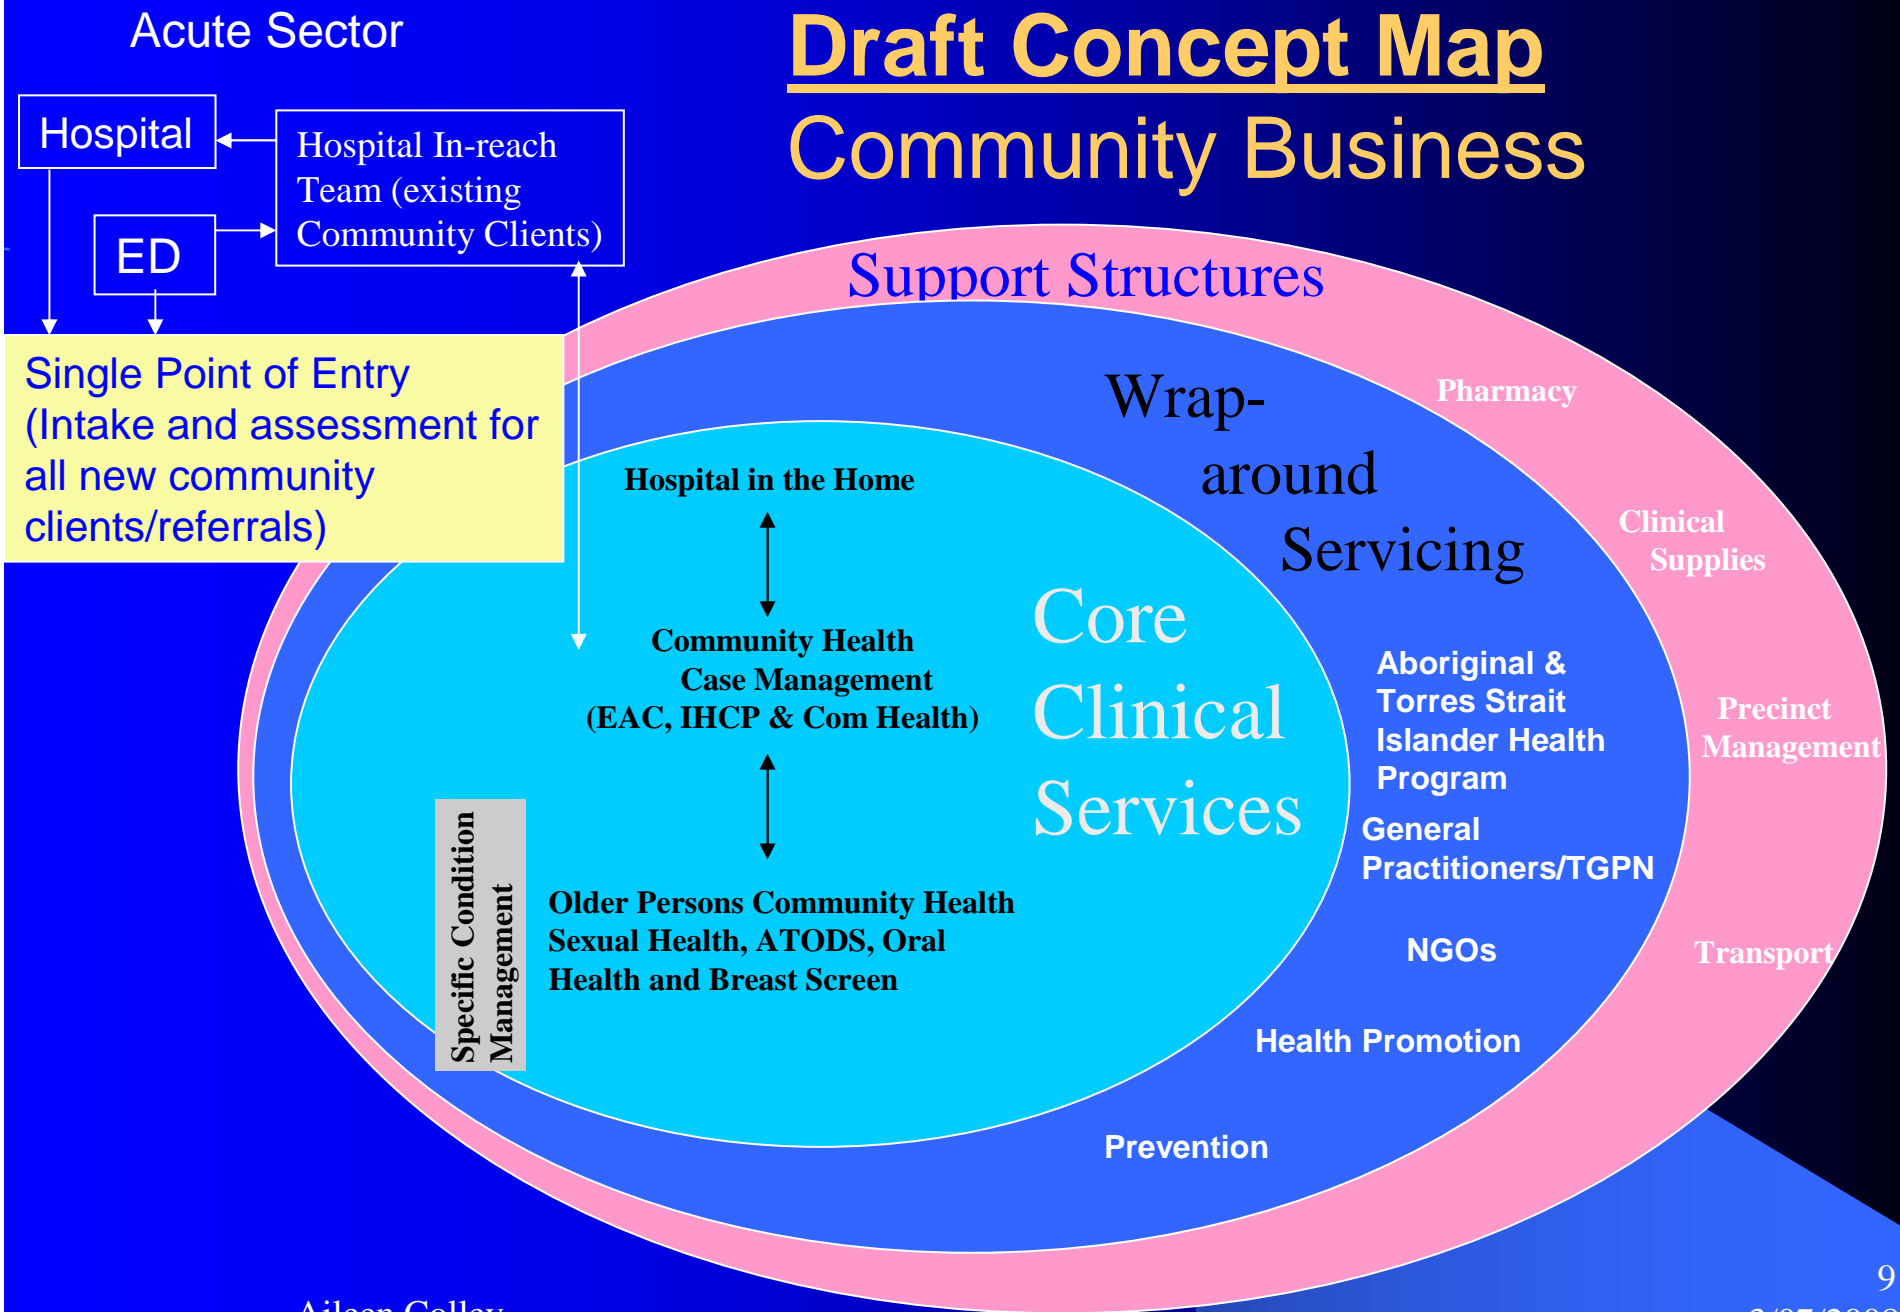 Acute Sector
Draft Concept Map
Community Business
Hospital
Hospital In-reach
Team (existing
Community Clients)
ED
Single Point of Entry
(Intake and assessment for
all new community
clients/referrals)
Support Structures
Wrap-
around
Servicing
Pharmacy
Clinical
Supplies
Precinct
Management
Transport
Hospital in the Home
Community Health
Case Management
(EAC, IHCP & Com Health)
Core
Clinical
Services
Aboriginal &
Torres Strait
Islander Health
Program
General
Practitioners/TGPN
NGOs
Health Promotion
Prevention
Specific Condition
Management
Older Persons Community Health
Sexual Health, ATODS, Oral
Health and Breast Screen
9
Aileen Colley